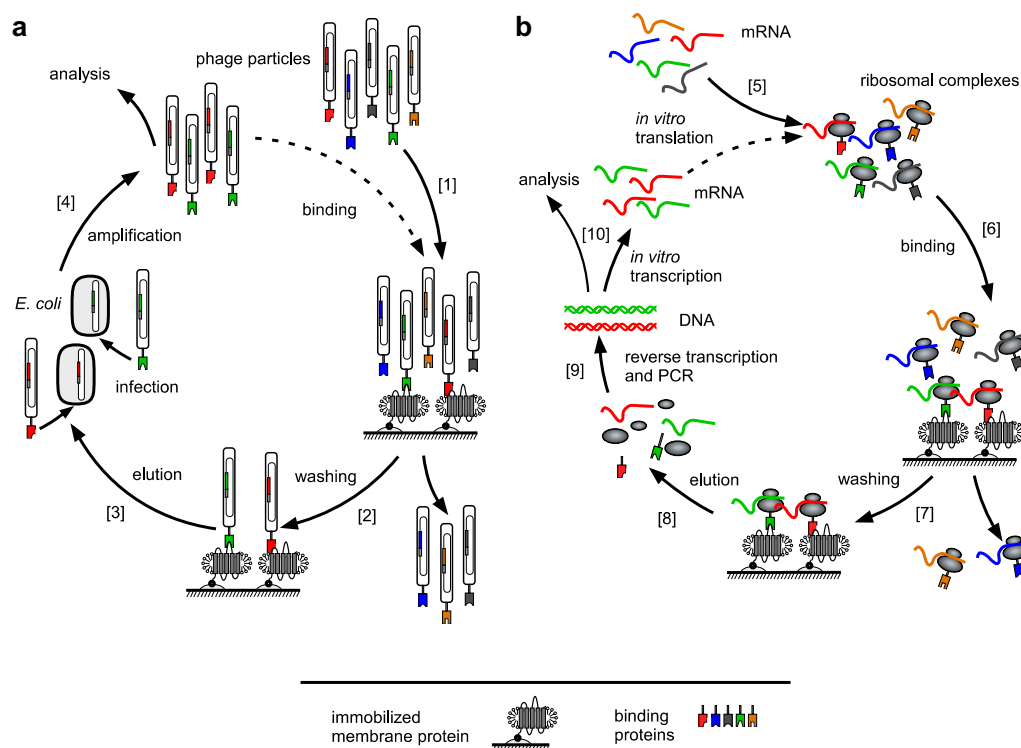 a
phage particles
analysis
[1]
binding
[4]
amplification
E. coli
infection
elution
[3]
washing
[2]
b
mRNA
[5]
ribosomal complexes
in vitro
translation
analysis
mRNA
[10]
in vitro
transcription
[6]
binding
DNA
[9]
reverse transcription
and PCR
elution
[8]
washing
[7]
immobilized
membrane protein
binding
proteins